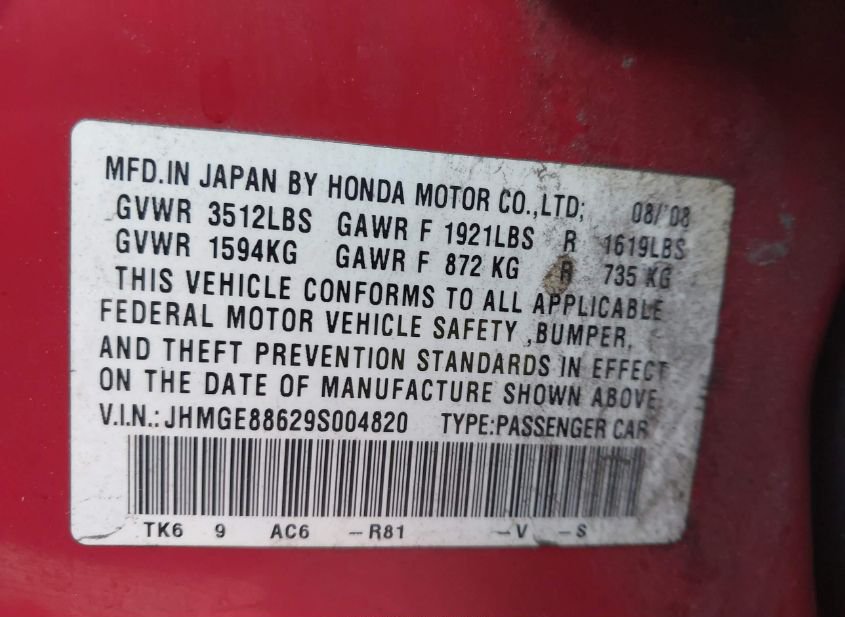 MFD.IN JAPAN BY HONDA MOTOR CO.,LTD; 08/'08
GVWR 3512LBS GAWR F 1921LBS R 1619LBS
GVWR 1594KG GAWR F 872 KG R 735 KG
THIS VEHICLE CONFORMS TO ALL APPLICABLE
FEDERAL MOTOR VEHICLE SAFETY ,BUMPER,
AND THEFT PREVENTION STANDARDS IN EFFECT
ON THE DATE OF MANUFACTURE SHOWN ABOVE.
V.I.N.: JHMGE88629S004820 TYPE:PASSENGER CAR
TK6 9 AC6 –R81 –V –S